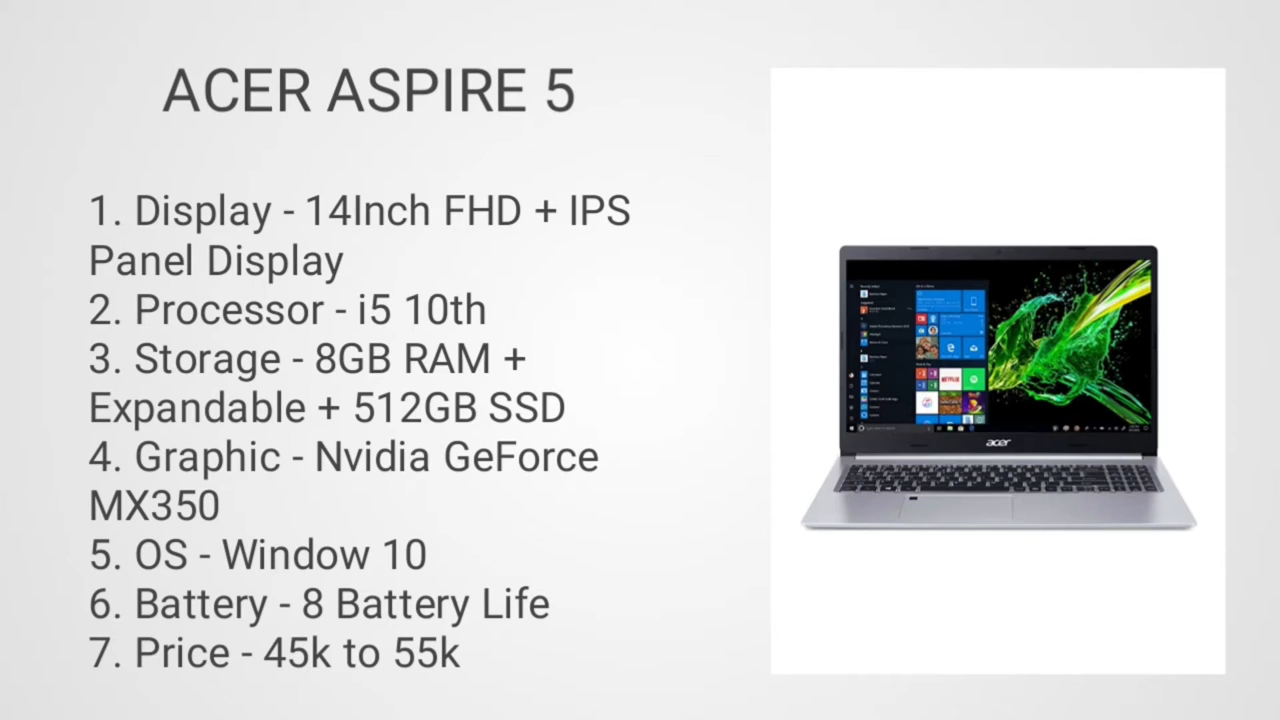 ACER ASPIRE 5
1. Display - 14Inch FHD + IPS
Panel Display
2. Processor - i5 10th
3. Storage - 8GB RAM +
Expandable + 512GB SSD
4. Graphic - Nvidia GeForce
MX350
5. OS - Window 10
6. Battery - 8 Battery Life
7. Price - 45k to 55k
NETFLIX
acer